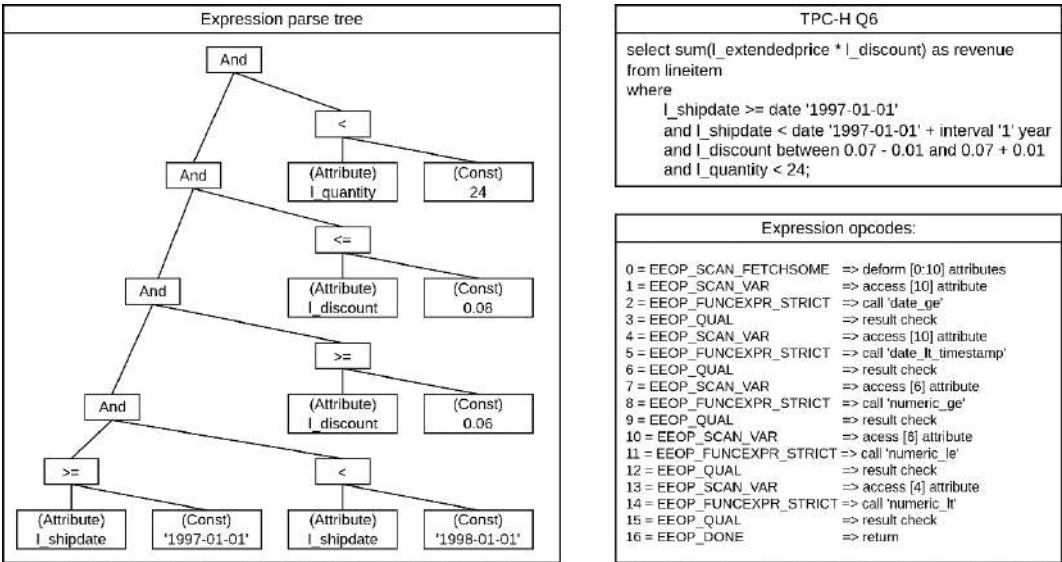 Expression parse tree
And
<
(Attribute)
l_quantity
(Const)
24
And
<=
(Attribute)
l_discount
(Const)
0.08
And
>=
(Attribute)
l_discount
(Const)
0.06
And
>=
(Attribute)
l_shipdate
(Const)
'1997-01-01'
<
(Attribute)
l_shipdate
(Const)
'1998-01-01'
TPC-H Q6
select sum(l_extendedprice * l_discount) as revenue
from lineitem
where
l_shipdate >= date '1997-01-01'
and l_shipdate < date '1997-01-01' + interval '1' year
and l_discount between 0.07 - 0.01 and 0.07 + 0.01
and l_quantity < 24;
Expression opcodes:
0 = EEOP_SCAN_FETCHSOME => deform [0:10] attributes
1 = EEOP_SCAN_VAR => access [10] attribute
2 = EEOP_FUNCEXPR_STRICT => call 'date_ge'
3 = EEOP_QUAL => result check
4 = EEOP_SCAN_VAR => access [10] attribute
5 = EEOP_FUNCEXPR_STRICT => call 'date_lt_timestamp'
6 = EEOP_QUAL => result check
7 = EEOP_SCAN_VAR => access [6] attribute
8 = EEOP_FUNCEXPR_STRICT => call 'numeric_ge'
9 = EEOP_QUAL => result check
10 = EEOP_SCAN_VAR => acess [6] attribute
11 = EEOP_FUNCEXPR_STRICT => call 'numeric_le'
12 = EEOP_QUAL => result check
13 = EEOP_SCAN_VAR => access [4] attribute
14 = EEOP_FUNCEXPR_STRICT => call 'numeric_lt'
15 = EEOP_QUAL => result check
16 = EEOP_DONE => return